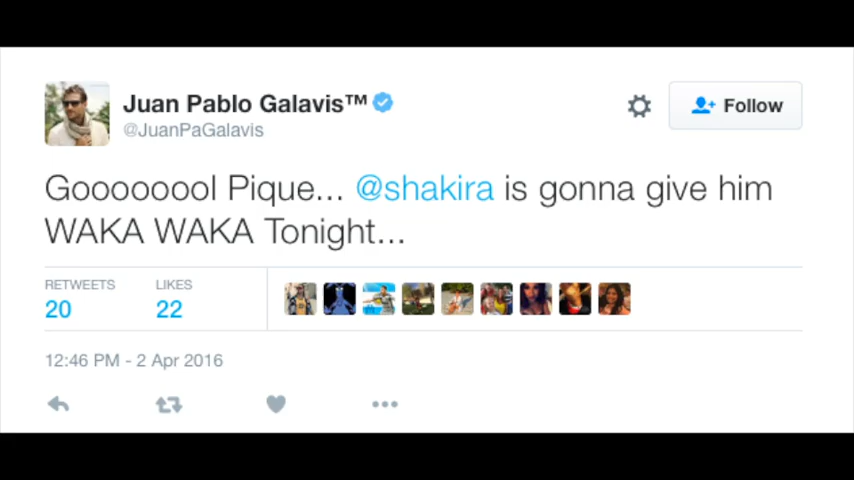 Juan Pablo Galavis™
@JuanPaGalavis
Follow
Goooooool Pique... @shakira is gonna give him
WAKA WAKA Tonight...
RETWEETS LIKES
20 22
12:46 PM - 2 Apr 2016